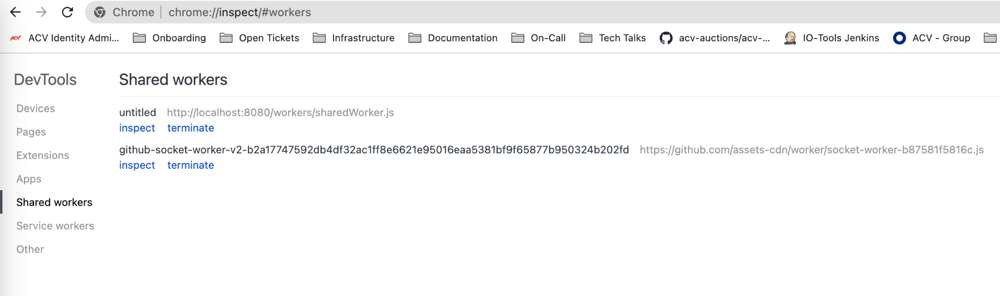 Chrome | chrome://inspect/#workers
ACV ACV Identity Admi... Onboarding Open Tickets Infrastructure Documentation On-Call Tech Talks acv-auctions/acv-... IO-Tools Jenkins ACV - Group
DevTools
Devices
Pages
Extensions
Apps
Shared workers
Service workers
Other
Shared workers
untitled http://localhost:8080/workers/sharedWorker.js
inspect terminate
github-socket-worker-v2-b2a17747592db4df32ac1ff8e6621e95016eaa5381bf9f65877b950324b202fd https://github.com/assets-cdn/worker/socket-worker-b87581f5816c.js
inspect terminate